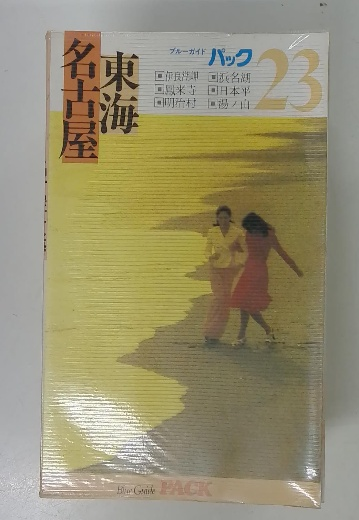 東海
名古屋
ブルーガイド パック
23
伊良湖岬 浜名湖
鳳来寺 日本平
明治村 湯ノ山
Blue Guide PACK